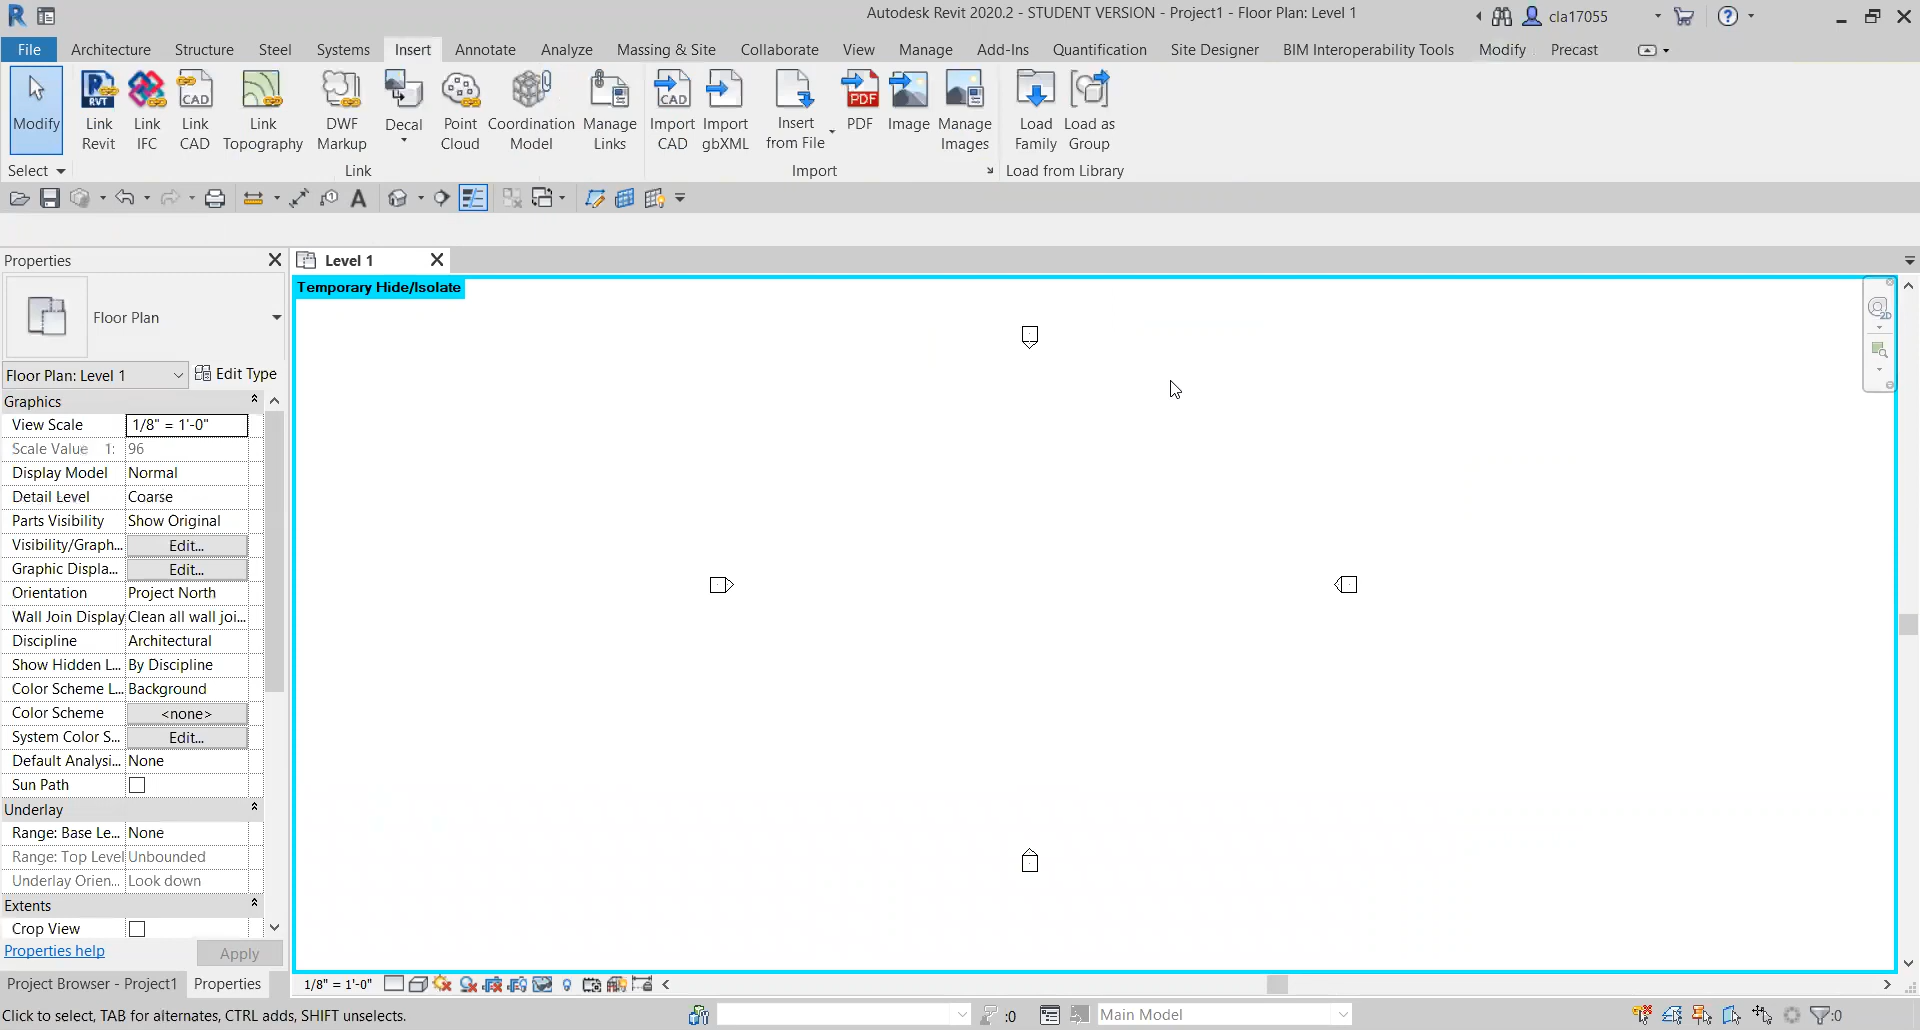 Autodesk Revit 2020.2 - STUDENT VERSION - Project1 - Floor Plan: Level 1
cla17055
File Architecture Structure Steel Systems Insert Annotate Analyze Massing & Site Collaborate View Manage Add-Ins Quantification Site Designer BIM Interoperability Tools Modify Precast
Modify
Link Revit
Link IFC
Link CAD
Link Topography
DWF Markup
Decal
Point Cloud
Coordination Model
Manage Links
Import CAD
Import gbXML
Insert from File
PDF
Image
Manage Images
Load Family
Load as Group
Select Link Import Load from Library
Properties
Level 1
Temporary Hide/Isolate
Floor Plan
Floor Plan: Level 1 Edit Type
Graphics
View Scale 1/8" = 1'-0"
Scale Value 1: 96
Display Model Normal
Detail Level Coarse
Parts Visibility Show Original
Visibility/Graph... Edit...
Graphic Displa... Edit...
Orientation Project North
Wall Join Display Clean all wall joi...
Discipline Architectural
Show Hidden L... By Discipline
Color Scheme L... Background
Color Scheme <none>
System Color S... Edit...
Default Analysi... None
Sun Path
Underlay
Range: Base Le... None
Range: Top Level Unbounded
Underlay Orien... Look down
Extents
Crop View
Properties help Apply
Project Browser - Project1 Properties
1/8" = 1'-0"
Click to select, TAB for alternates, CTRL adds, SHIFT unselects.
:0
Main Model
:0